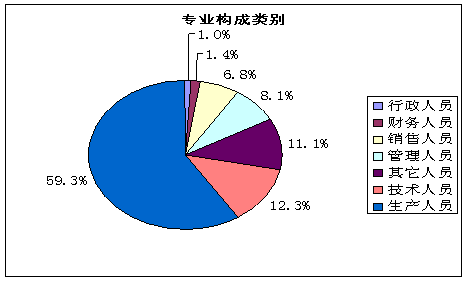 专业构成类别
1.0%
1.4%
6.8%
8.1%
11.1%
12.3%
59.3%
行政人员
财务人员
销售人员
管理人员
其它人员
技术人员
生产人员